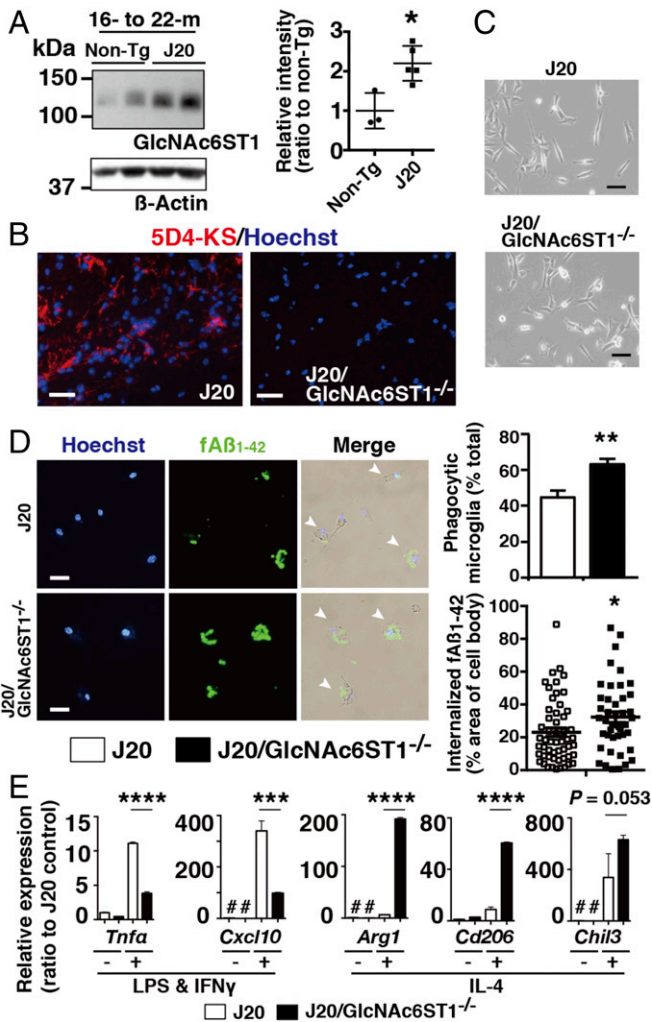 A
16- to 22-m
kDa
Non-Tg
J20
150
100
GlcNAc6ST1
37
ß-Actin
Relative intensity
(ratio to non-Tg)
3
2
1
0
*
Non-Tg
J20
C
J20
J20/
GlcNAc6ST1-/-
B
5D4-KS/Hoechst
J20
J20/
GlcNAc6ST1-/-
D
Hoechst
fAß1-42
Merge
J20
J20/
GlcNAc6ST1-/-
Phagocytic
microglia (% total)
80
60
40
20
0
**
Internalized fAß1-42
(% area of cell body)
100
80
60
40
20
0
*
J20
J20/GlcNAc6ST1-/-
E
Relative expression
(ratio to J20 control)
****
15
10
5
0
Tnfα
- +
***
400
200
0
# #
Cxcl10
- +
LPS & IFNγ
****
200
100
0
# #
Arg1
- +
****
80
40
0
Cd206
- +
P = 0.053
800
400
0
# #
Chil3
- +
IL-4
J20
J20/GlcNAc6ST1-/-